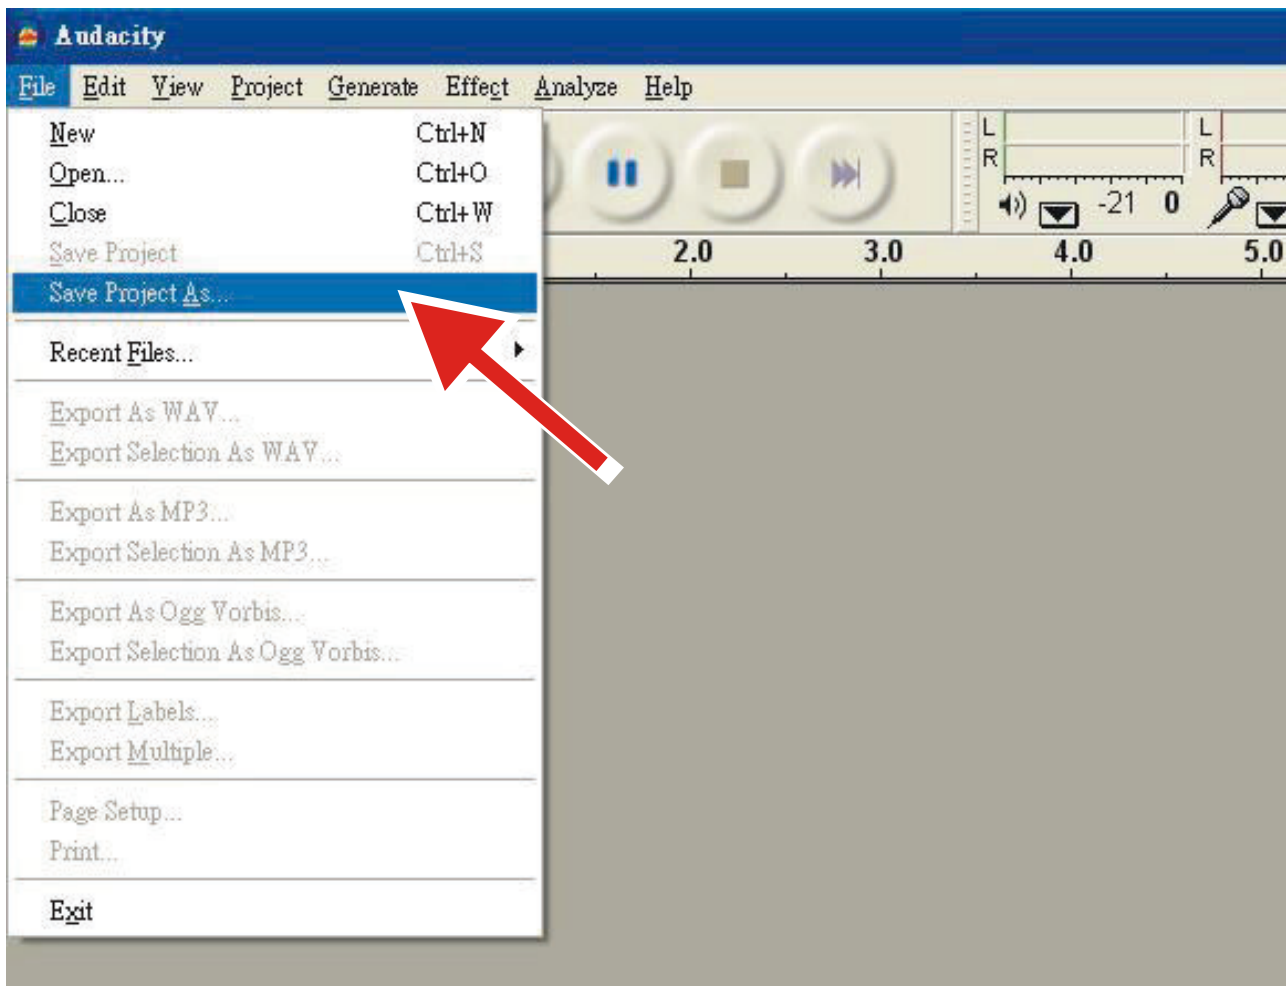 Audacity
File Edit View Project Generate Effect Analyze Help
New Ctrl+N
Open... Ctrl+O
Close Ctrl+W
Save Project Ctrl+S
Save Project As...
Recent Files...
Export As WAV...
Export Selection As WAV...
Export As MP3...
Export Selection As MP3...
Export As Ogg Vorbis...
Export Selection As Ogg Vorbis...
Export Labels...
Export Multiple...
Page Setup...
Print...
Exit
L L
R R
-21 0
2.0 3.0 4.0 5.0